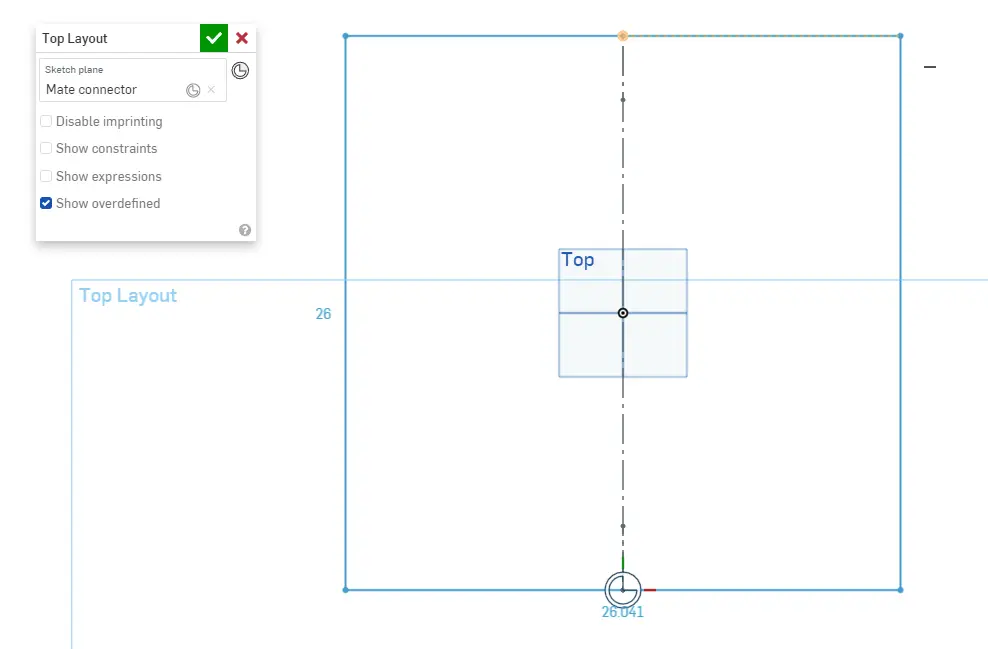 Top Layout
Sketch plane
Mate connector
Disable imprinting
Show constraints
Show expressions
Show overdefined
?
Top
Top Layout
26
26.041